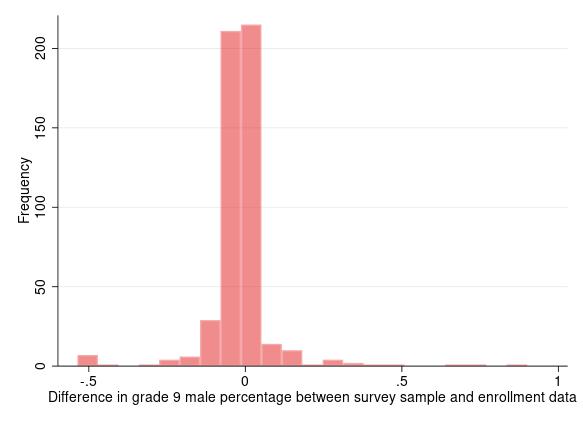 200
150
100
50
0
Frequency
-.5 0 .5 1
Difference in grade 9 male percentage between survey sample and enrollment data